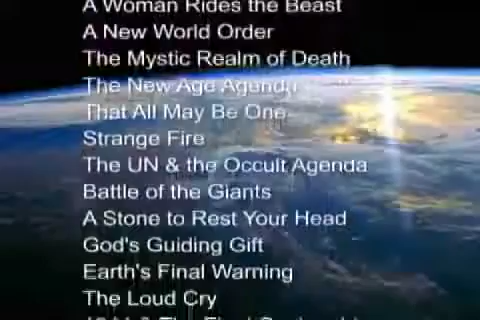 A Woman Rides the Beast
A New World Order
The Mystic Realm of Death
The New Age Agenda
That All May Be One
Strange Fire
The UN & the Occult Agenda
Battle of the Giants
A Stone to Rest Your Head
God's Guiding Gift
Earth's Final Warning
The Loud Cry